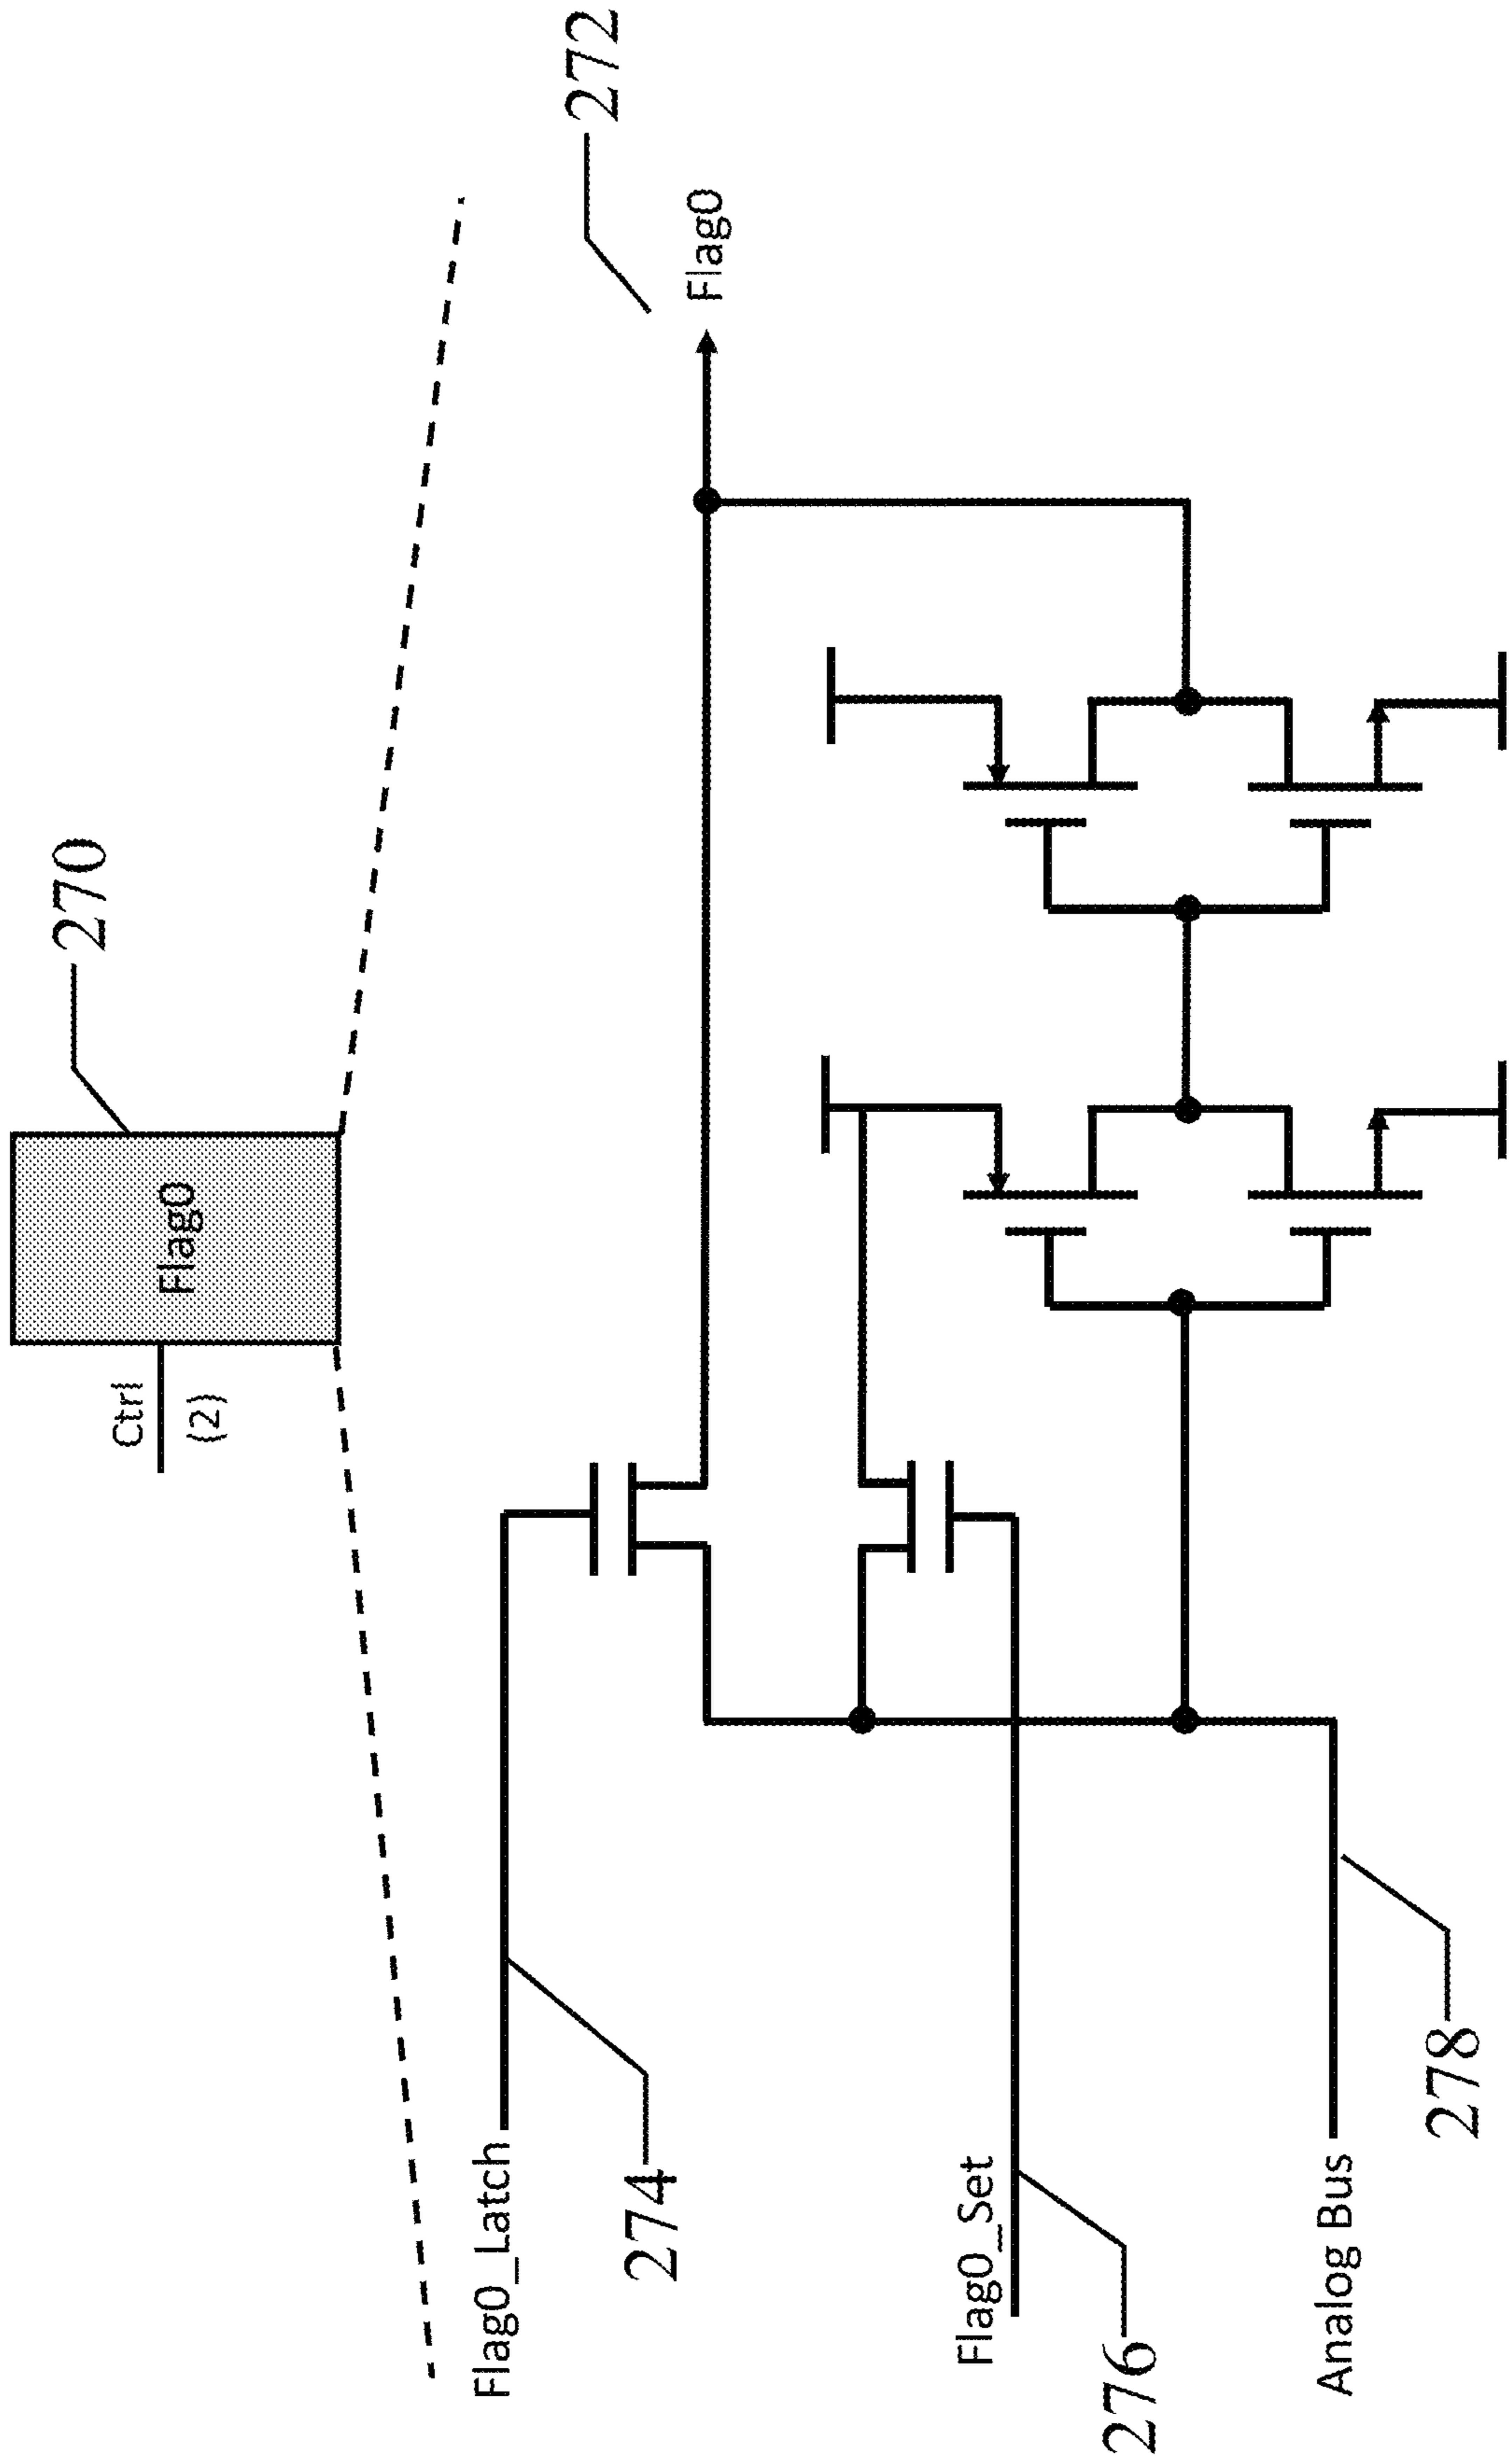 270
Flag0
Ctrl
(2)
272
Flag0
Flag0_Latch
274
Flag0_Set
276
Analog Bus
278